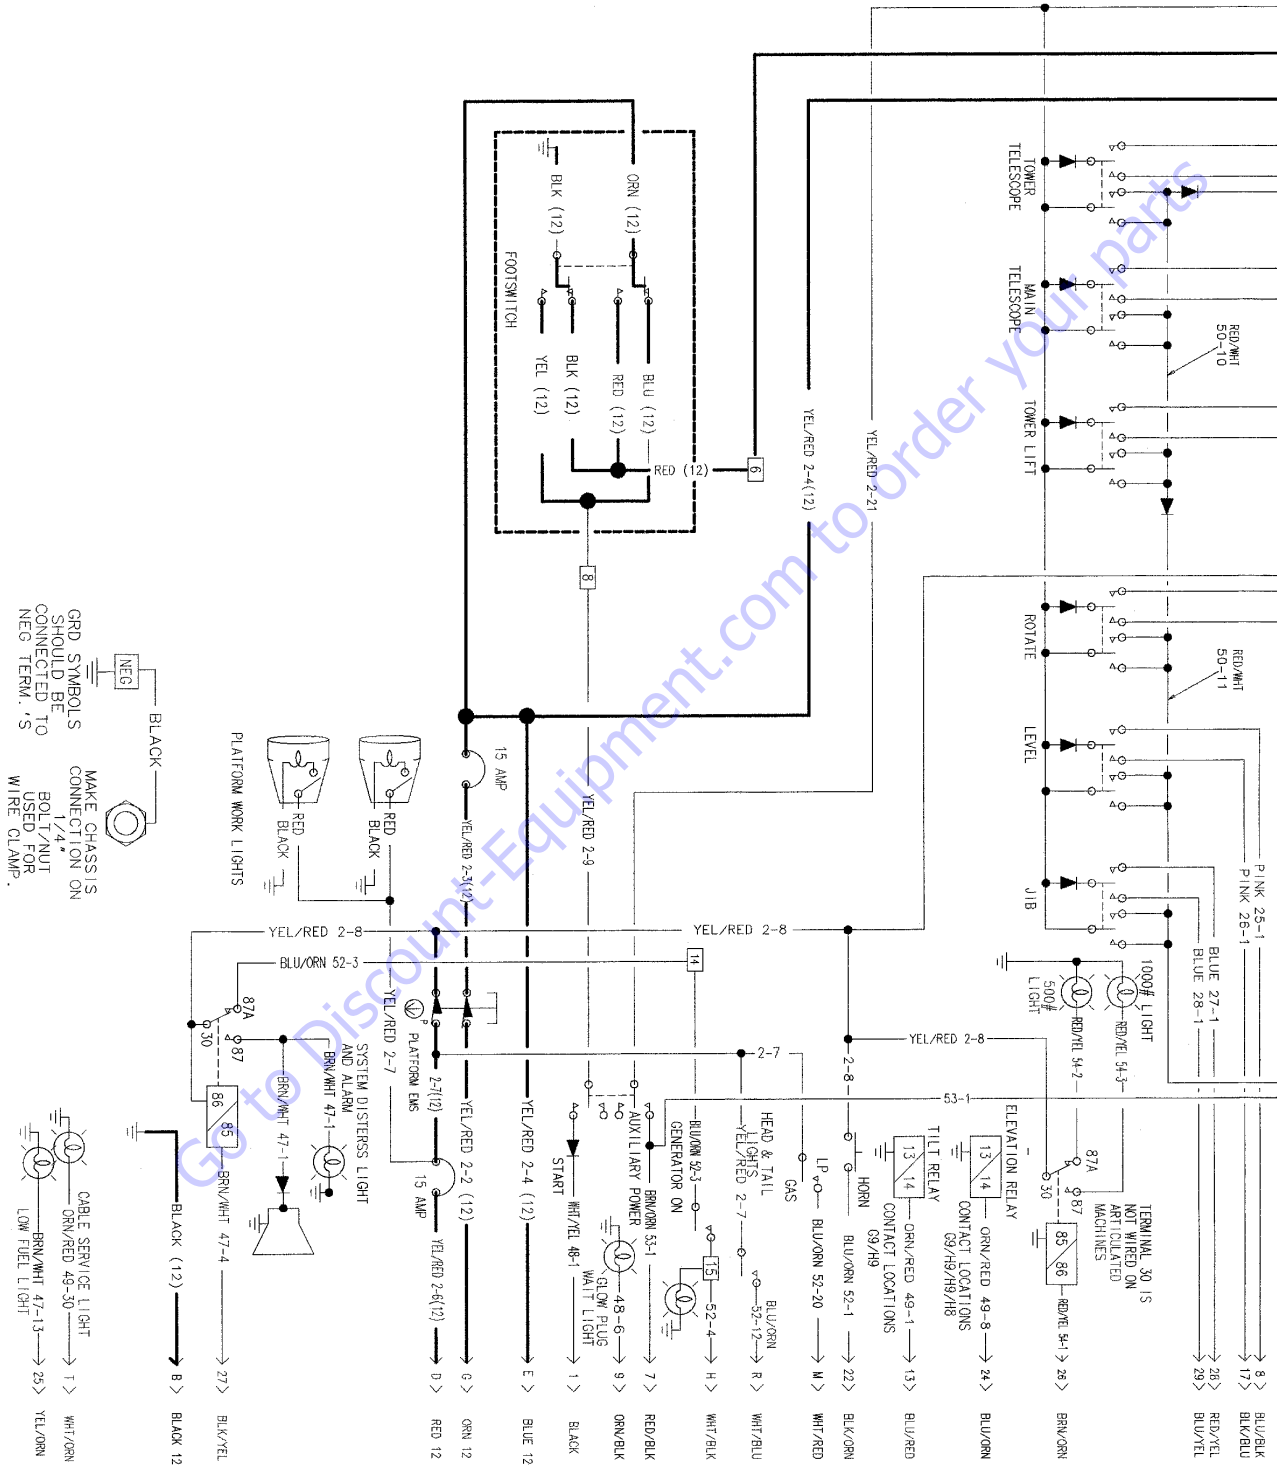 TOWER
TELESCOPE
MAIN
TELESCOPE
RED/WHT
50-10
TOWER LIFT
ROTATE
RED/WHT
50-11
LEVEL
JIB
PINK 25-1
PINK 26-1
BLUE 27-1
BLUE 28-1
ORN (12)
BLK (12)
FOOTSWITCH
BLU (12)
RED (12)
BLK (12)
YEL (12)
RED (12)
6
8
YEL/RED 2-4(12)
YEL/RED 2-21
15 AMP
YEL/RED 2-3(12)
YEL/RED 2-9
NEG
BLACK
GRD SYMBOLS
SHOULD BE
CONNECTED TO
NEG TERM.'S
MAKE CHASSIS
CONNECTION ON
1/4"
BOLT/NUT
USED FOR
WIRE CLAMP.
PLATFORM WORK LIGHTS
RED
BLACK
RED
BLACK
YEL/RED 2-8
YEL/RED 2-8
BLU/ORN 52-3
14
87A
30
87
86
85
BRN/WHT 47-4
BRN/WHT 47-1
BRN/WHT 47-1
SYSTEM DISTERSS LIGHT
AND ALARM
YEL/RED 2-7
P
PLATFORM EMS
2-7(12)
15 AMP
YEL/RED 2-6(12)
YEL/RED 2-2 (12)
YEL/RED 2-4 (12)
START
WHT/YEL 48-1
AUXILIARY POWER
GLOW PLUG
WAIT LIGHT
48-6
BRN/ORN 53-1
53-1
GENERATOR ON
BLU/ORN 52-3
15
52-4
HEAD & TAIL
LIGHTS
YEL/RED 2-7
2-7
BLU/ORN
52-12
GAS
LP
BLU/ORN 52-20
2-8
HORN
BLU/ORN 52-1
YEL/RED 2-8
TILT RELAY
13
14
ORN/RED 49-1
CONTACT LOCATIONS
G9/H9
ELEVATION RELAY
13
14
ORN/RED 49-8
CONTACT LOCATIONS
G9/H9/H9/H8
500#
LIGHT
1000# LIGHT
RED/YEL 54-2
RED/YEL 54-3
87A
87
30
85
86
RED/YEL 54-1
TERMINAL 30 IS
NOT WIRED ON
ARTICULATED
MACHINES
BLACK (12)
CABLE SERVICE LIGHT
ORN/RED 49-30
BRN/WHT 47-13
LOW FUEL LIGHT
25 YEL/ORN
T WHT/ORN
B BLACK 12
27 BLK/YEL
D RED 12
G ORN 12
E BLUE 12
1 BLACK
9 ORN/BLK
7 RED/BLK
H WHT/BLK
R WHT/BLU
M WHT/RED
22 BLK/ORN
13 BLU/RED
24 BLU/ORN
26 BRN/ORN
29 BLU/YEL
28 RED/YEL
17 BLK/BLU
8 BLU/BLK
Go to Discount-Equipment.com to order your parts